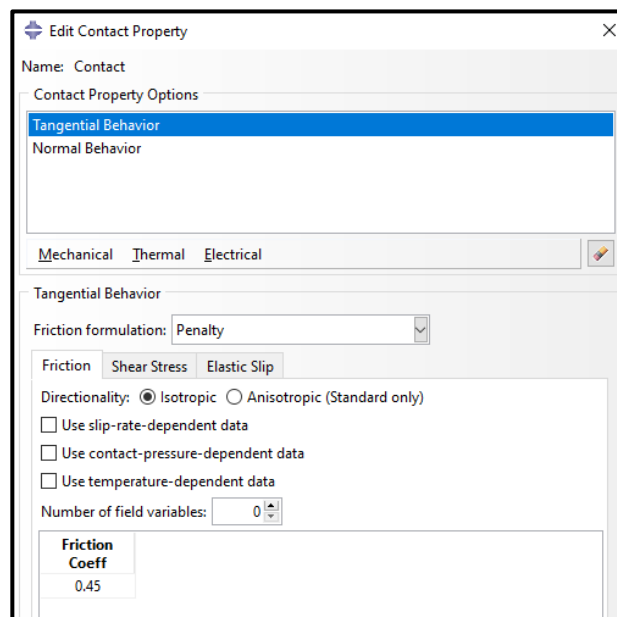 Edit Contact Property
Name: Contact
Contact Property Options
Tangential Behavior
Normal Behavior
Mechanical Thermal Electrical
Tangential Behavior
Friction formulation: Penalty
Friction Shear Stress Elastic Slip
Directionality: Isotropic Anisotropic (Standard only)
Use slip-rate-dependent data
Use contact-pressure-dependent data
Use temperature-dependent data
Number of field variables: 0
Friction
Coeff
0.45